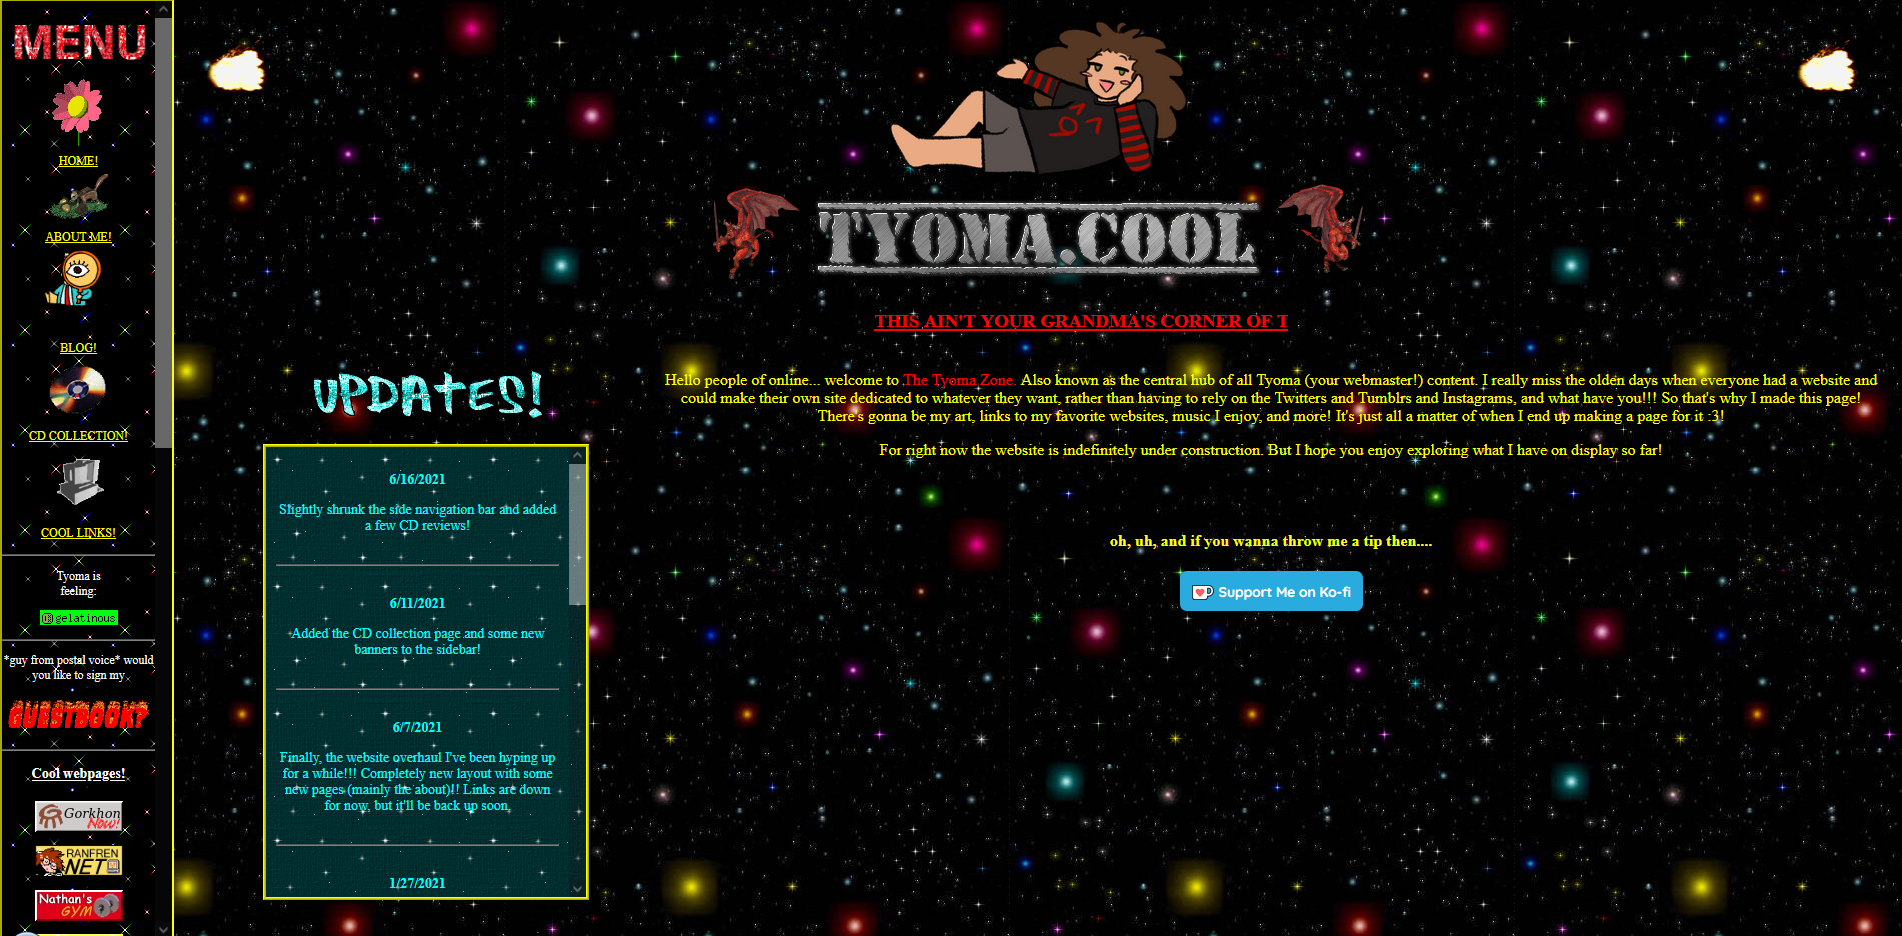 MENU
HOME!
ABOUT ME!
BLOG!
CD COLLECTION!
COOL LINKS!
Tyoma is
feeling:
gelatinous
*guy from postal voice* would
you like to sign my
GUESTBOOK?
Cool webpages!
Gorkhon
Now!
RANFREN
NET
Nathan's
GYM
TYOMA.COOL
THIS AIN'T YOUR GRANDMA'S CORNER OF T
UPDATES!
6/16/2021
Slightly shrunk the side navigation bar and added
a few CD reviews!
6/11/2021
Added the CD collection page and some new
banners to the sidebar!
6/7/2021
Finally, the website overhaul I've been hyping up
for a while!!! Completely new layout with some
new pages (mainly the about)!! Links are down
for now, but it'll be back up soon.
1/27/2021
Hello people of online... welcome to The Tyoma Zone. Also known as the central hub of all Tyoma (your webmaster!) content. I really miss the olden days when everyone had a website and
could make their own site dedicated to whatever they want, rather than having to rely on the Twitters and Tumblrs and Instagrams, and what have you!!! So that's why I made this page!
There's gonna be my art, links to my favorite websites, music I enjoy, and more! It's just all a matter of when I end up making a page for it :3!
For right now the website is indefinitely under construction. But I hope you enjoy exploring what I have on display so far!
oh, uh, and if you wanna throw me a tip then....
Support Me on Ko-fi